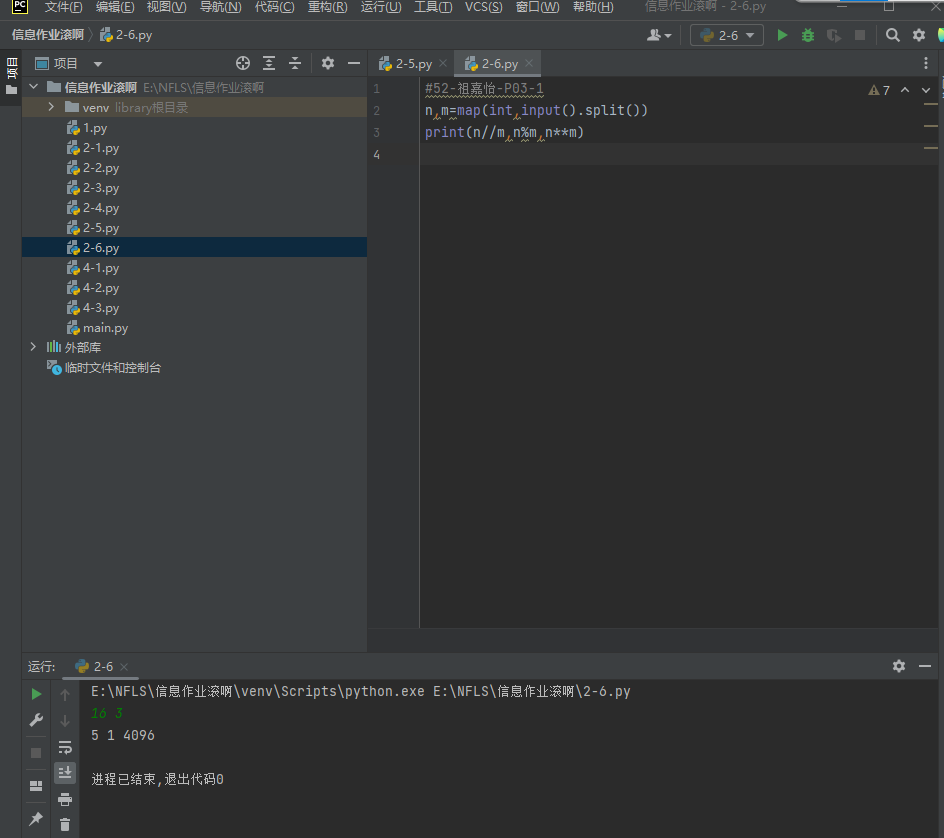 PC 文件(F) 编辑(E) 视图(V) 导航(N) 代码(C) 重构(R) 运行(U) 工具(T) VCS(S) 窗口(W) 帮助(H) 信息作业滚啊 - 2-6.py
信息作业滚啊 2-6.py 2-6
项目
项目 2-5.py 2-6.py
信息作业滚啊 E:\NFLS\信息作业滚啊
venv library根目录
1.py
2-1.py
2-2.py
2-3.py
2-4.py
2-5.py
2-6.py
4-1.py
4-2.py
4-3.py
main.py
外部库
临时文件和控制台
1 #52-祖嘉怡-P03-1 7
2 n,m=map(int,input().split())
3 print(n//m,n%m,n**m)
4
运行: 2-6
E:\NFLS\信息作业滚啊\venv\Scripts\python.exe E:\NFLS\信息作业滚啊\2-6.py
16 3
5 1 4096
进程已结束,退出代码0